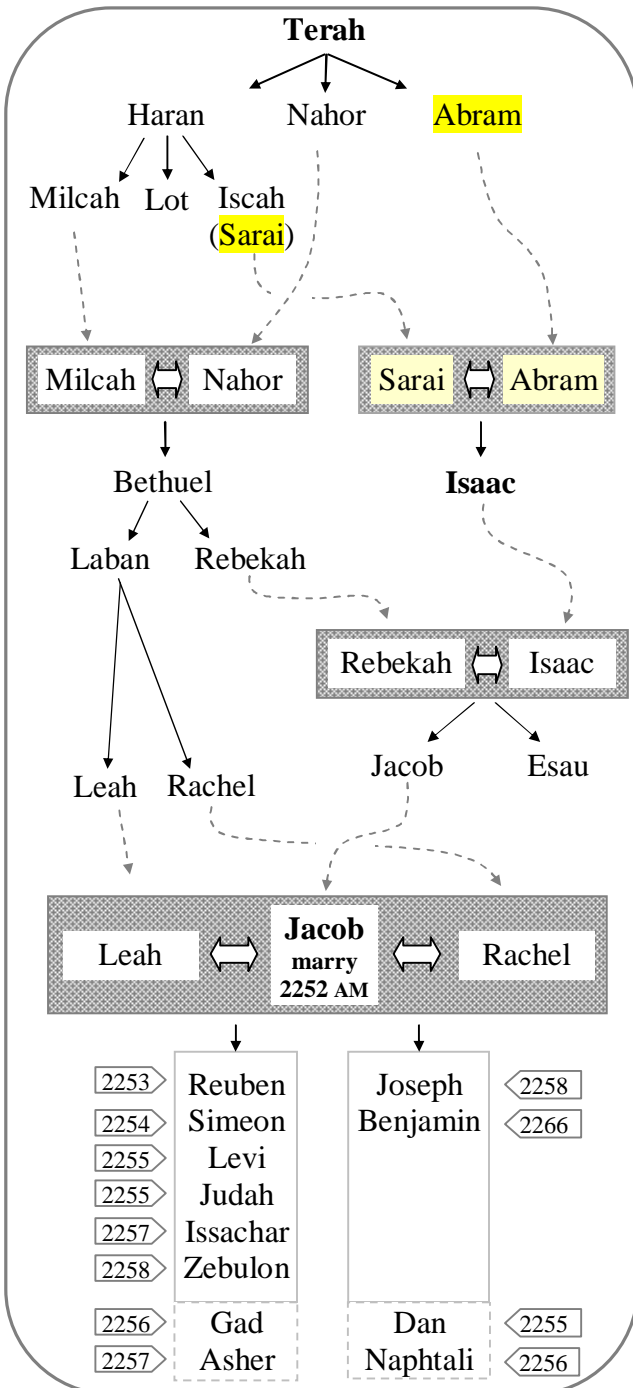 Terah
Haran Nahor Abram
Milcah Lot Iscah
(Sarai)
Milcah Nahor Sarai Abram
Bethuel Isaac
Laban Rebekah
Rebekah Isaac
Jacob Esau
Leah Rachel
Jacob
Leah marry Rachel
2252 AM
2253 Reuben Joseph 2258
2254 Simeon Benjamin 2266
2255 Levi
2255 Judah
2257 Issachar
2258 Zebulon
2256 Gad Dan 2255
2257 Asher Naphtali 2256